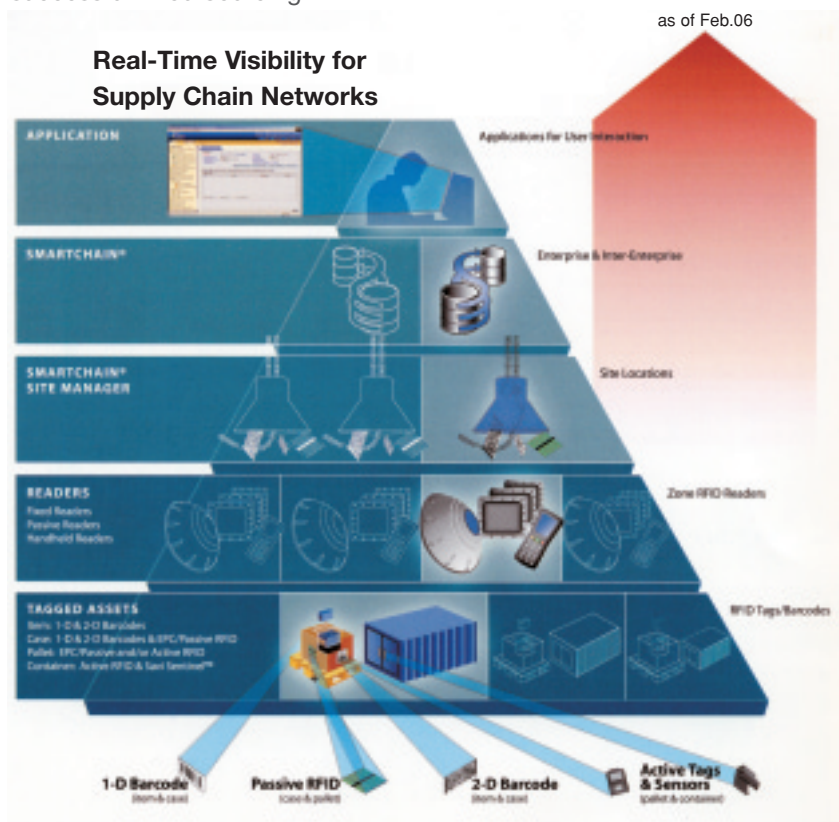 as of Feb.06
Real-Time Visibility for
Supply Chain Networks
APPLICATION
Applications for User Interaction
SMARTCHAIN®
Enterprise & Inter-Enterprise
SMARTCHAIN®
SITE MANAGER
Site Locations
READERS
Fixed Readers
Passive Readers
Handheld Readers
Zone RFID Readers
TAGGED ASSETS
Item: 1-D & 2-D Barcodes
Case: 1-D & 2-D Barcodes & EPC/Passive RFID
Pallet: EPC/Passive and/or Active RFID
Container: Active RFID & Savi Sentinel™
RFID Tags/Barcodes
1-D Barcode
(item & case)
Passive RFID
(case & pallet)
2-D Barcode
(item & case)
Active Tags
& Sensors
(pallet & container)